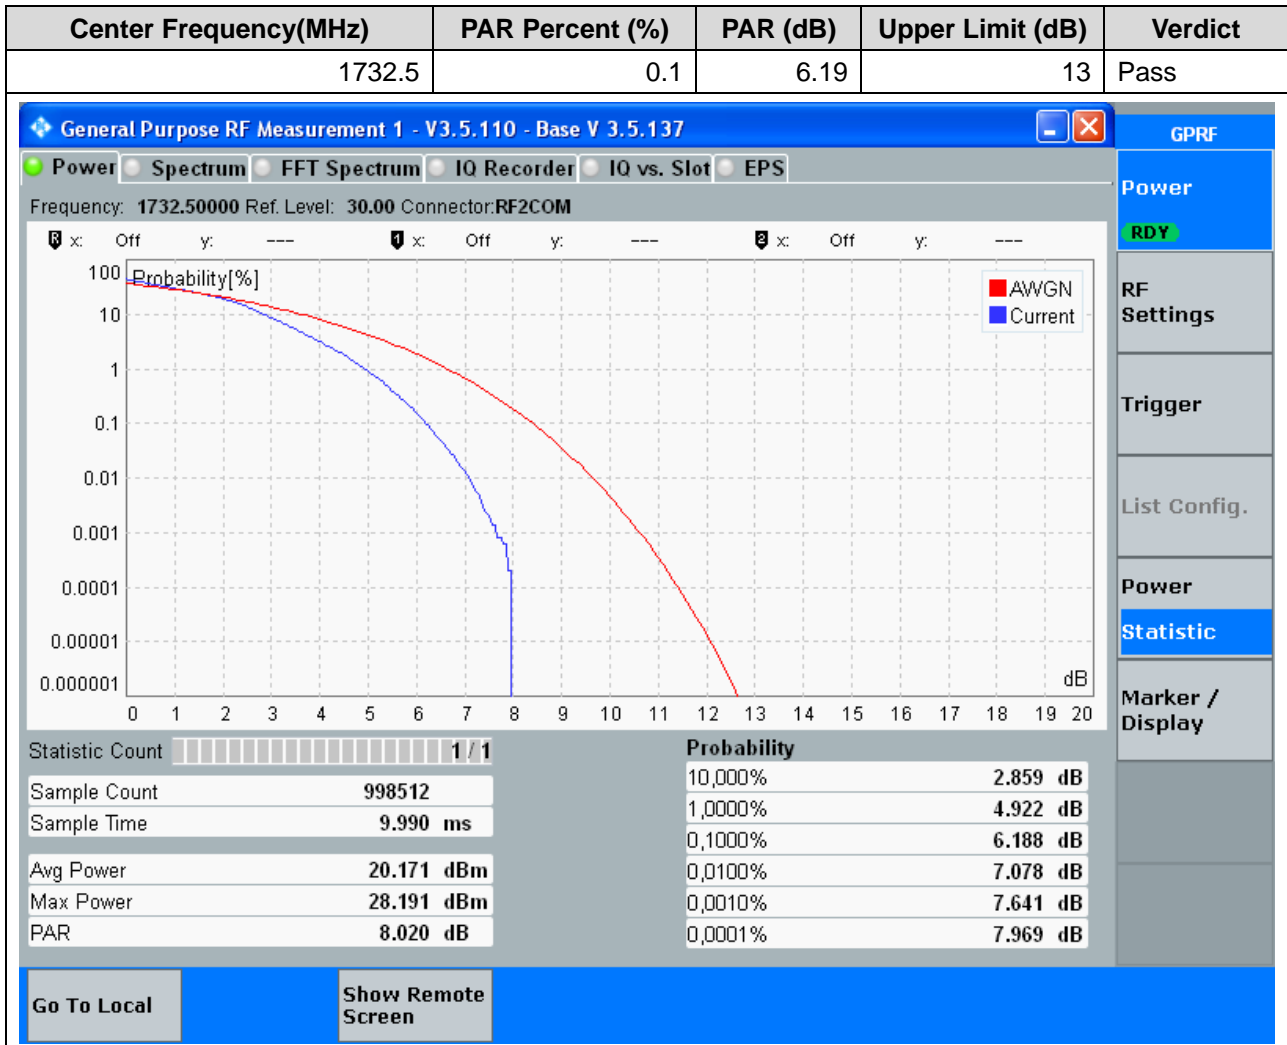 Center Frequency(MHz) PAR Percent (%) PAR (dB) Upper Limit (dB) Verdict
1732.5 0.1 6.19 13 Pass
General Purpose RF Measurement 1 - V3.5.110 - Base V 3.5.137
GPRF
Power Spectrum FFT Spectrum IQ Recorder IQ vs. Slot EPS
Power
RDY
Frequency: 1732.50000 Ref. Level: 30.00 Connector:RF2COM
R x: Off y: --- 1 x: Off y: --- 2 x: Off y: ---
Probability[%]
100
10
1
0.1
0.01
0.001
0.0001
0.00001
0.000001
AWGN
Current
dB
0 1 2 3 4 5 6 7 8 9 10 11 12 13 14 15 16 17 18 19 20
RF
Settings
Trigger
List Config.
Power
Statistic
Marker /
Display
Statistic Count 1 / 1
Sample Count 998512
Sample Time 9.990 ms
Avg Power 20.171 dBm
Max Power 28.191 dBm
PAR 8.020 dB
Probability
10,000% 2.859 dB
1,0000% 4.922 dB
0,1000% 6.188 dB
0,0100% 7.078 dB
0,0010% 7.641 dB
0,0001% 7.969 dB
Go To Local
Show Remote
Screen